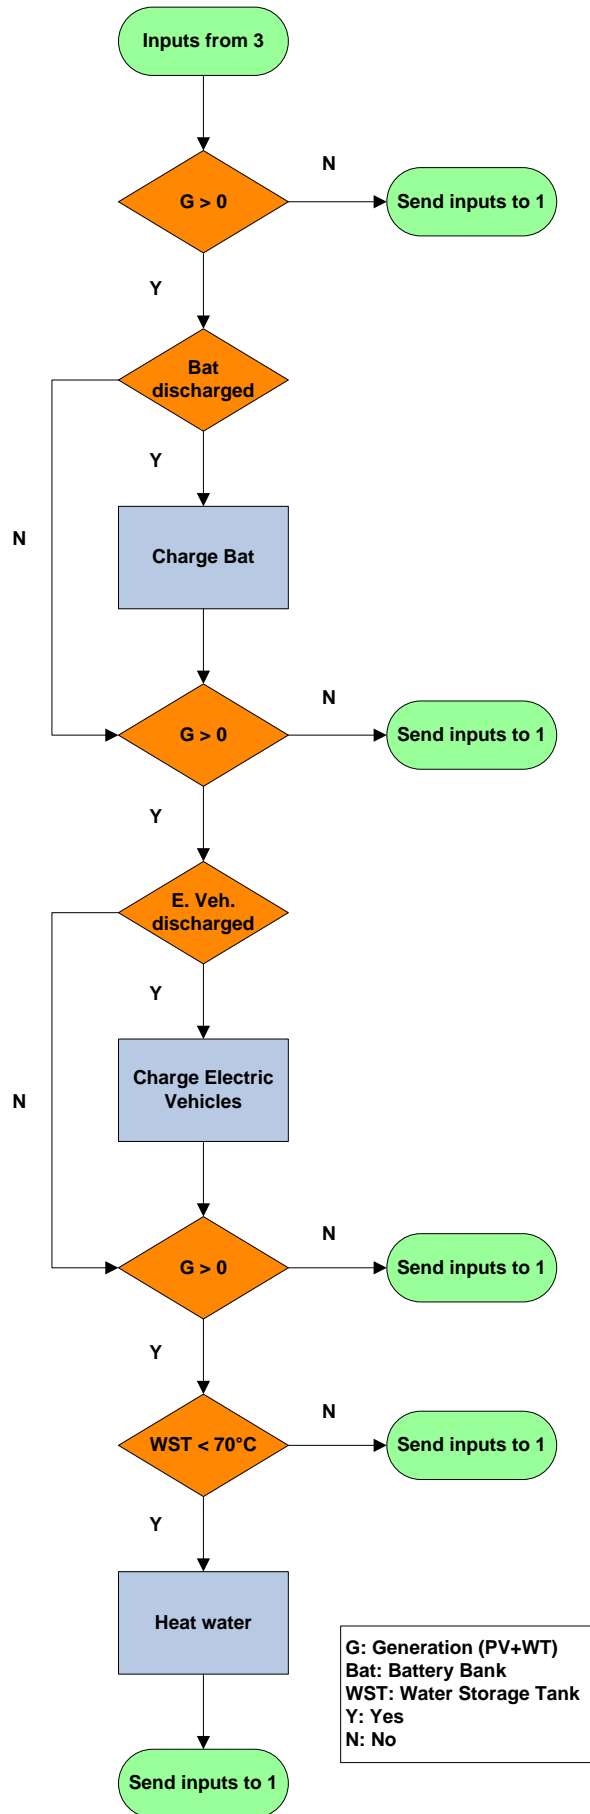 Inputs from 3
N
G > 0
Send inputs to 1
Y
Bat
discharged
Y
N
Charge Bat
N
G > 0
Send inputs to 1
Y
E. Veh.
discharged
Y
Charge Electric
Vehicles
N
N
G > 0
Send inputs to 1
Y
N
WST < 70°C
Send inputs to 1
Y
Heat water
G: Generation (PV+WT)
Bat: Battery Bank
WST: Water Storage Tank
Y: Yes
N: No
Send inputs to 1